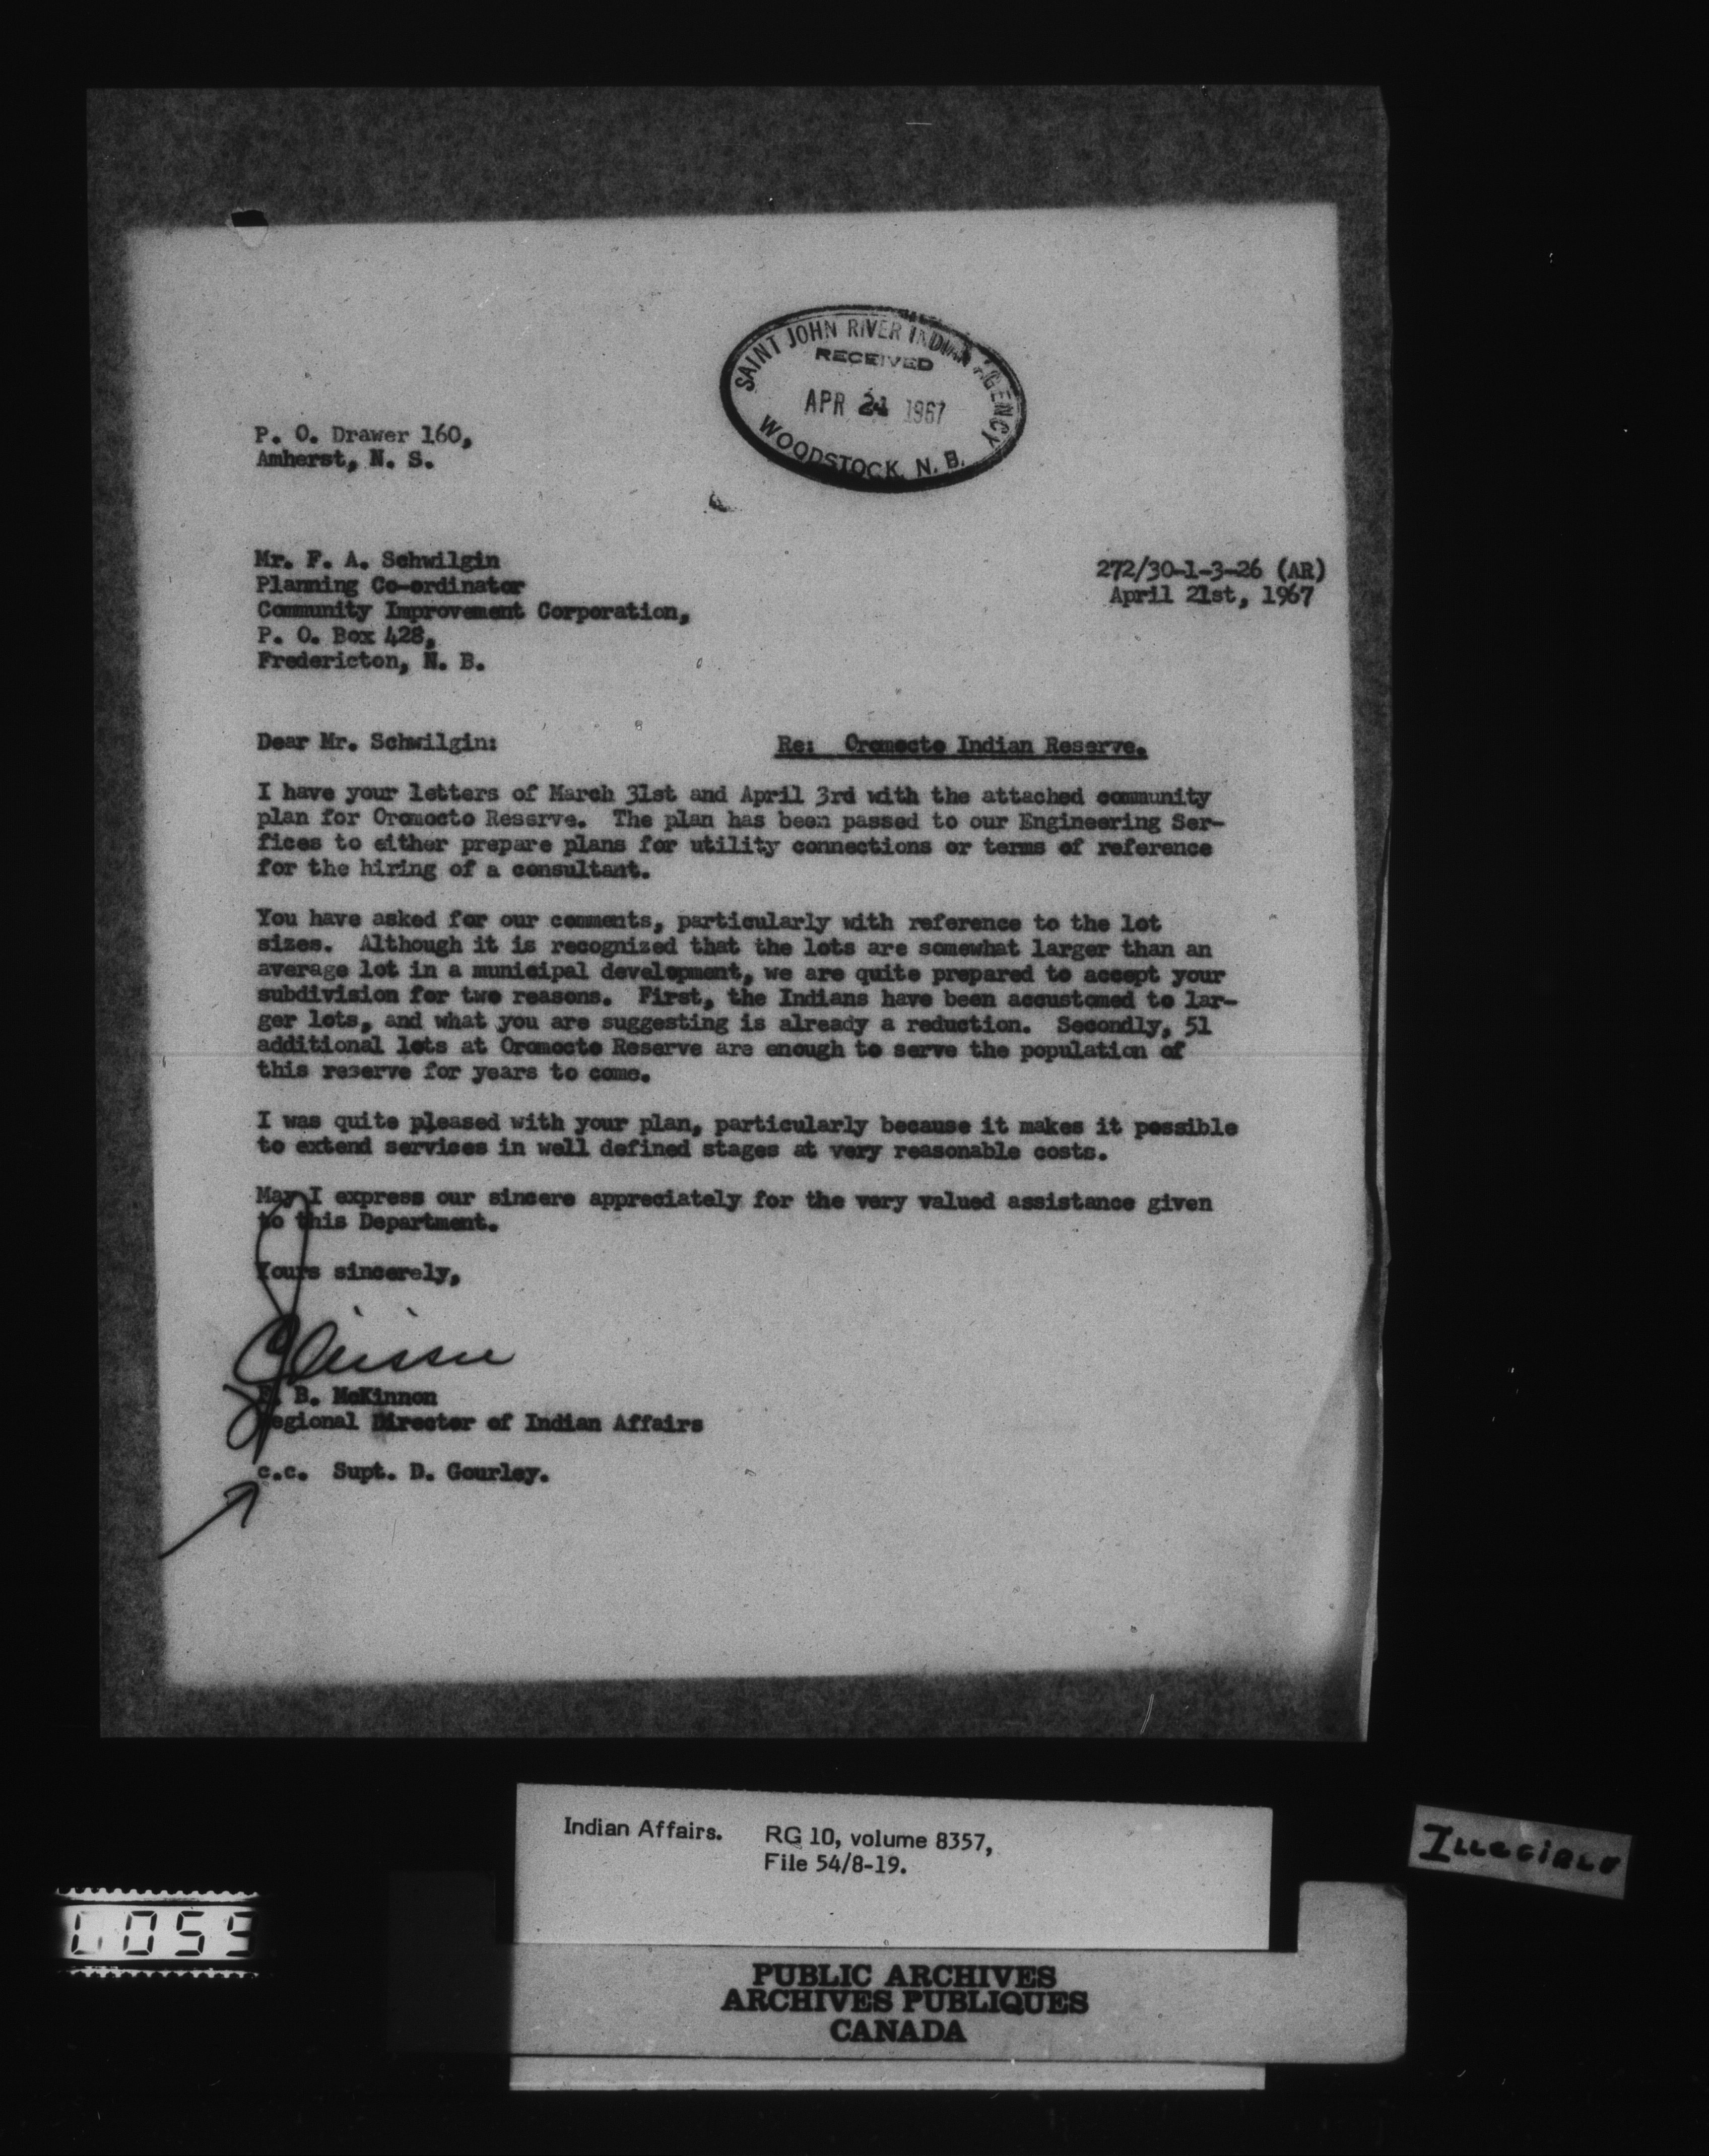 SAINT JOHN RIVER INDIAN AGENCY
RECEIVED
APR 24 1967
WOODSTOCK, N. B.
P. O. Drawer 160,
Amherst, N. S.
Mr. F. A. Schwilgin
Planning Co-ordinator
Community Improvement Corporation,
P. O. Box 428,
Fredericton, N. B.
272/30-1-3-26 (AR)
April 21st, 1967
Dear Mr. Schwilgin:
Re: Oromocto Indian Reserve.
I have your letters of March 31st and April 3rd with the attached community
plan for Oromocto Reserve. The plan has been passed to our Engineering Ser-
fices to either prepare plans for utility connections or terms of reference
for the hiring of a consultant.
You have asked for our comments, particularly with reference to the lot
sizes. Although it is recognized that the lots are somewhat larger than an
average lot in a municipal development, we are quite prepared to accept your
subdivision for two reasons. First, the Indians have been accustomed to lar-
ger lots, and what you are suggesting is already a reduction. Secondly, 51
additional lots at Oromocto Reserve are enough to serve the population of
this reserve for years to come.
I was quite pleased with your plan, particularly because it makes it possible
to extend services in well defined stages at very reasonable costs.
May I express our sincere appreciately for the very valued assistance given
to this Department.
Yours sincerely,
B. McKinnon
Regional Director of Indian Affairs
c.c. Supt. D. Gourley.
Indian Affairs. RG 10, volume 8357,
File 54/8-19.
Illegible
0055
PUBLIC ARCHIVES
ARCHIVES PUBLIQUES
CANADA